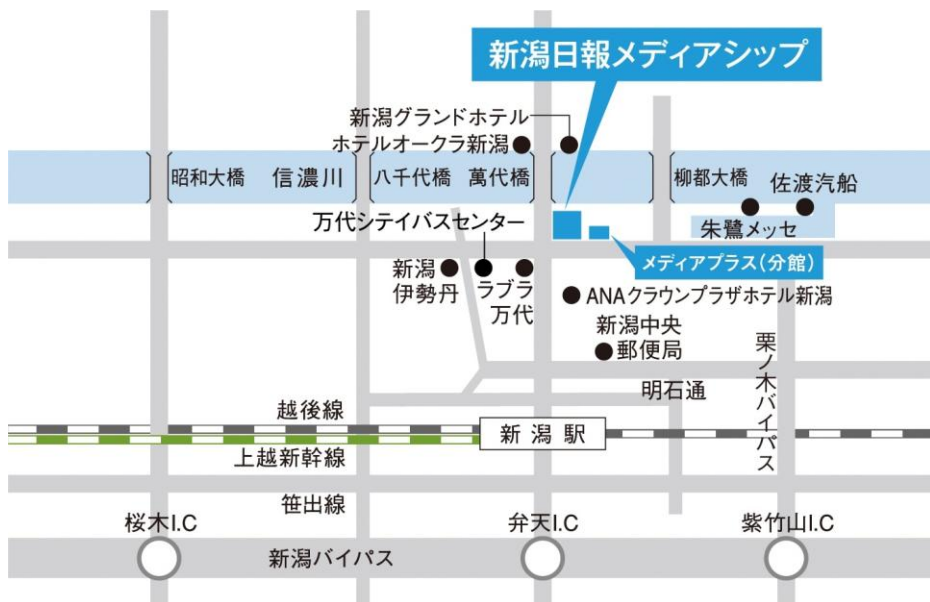 新潟日報メディアシップ
新潟グランドホテル
ホテルオークラ新潟
昭和大橋
信濃川
八千代橋
萬代橋
柳都大橋
佐渡汽船
朱鷺メッセ
万代シテイバスセンター
メディアプラス(分館)
新潟
伊勢丹
ラブラ
万代
ANAクラウンプラザホテル新潟
新潟中央
郵便局
栗ノ木バイパス
明石通
越後線
新潟駅
上越新幹線
笹出線
桜木I.C
弁天I.C
紫竹山I.C
新潟バイパス